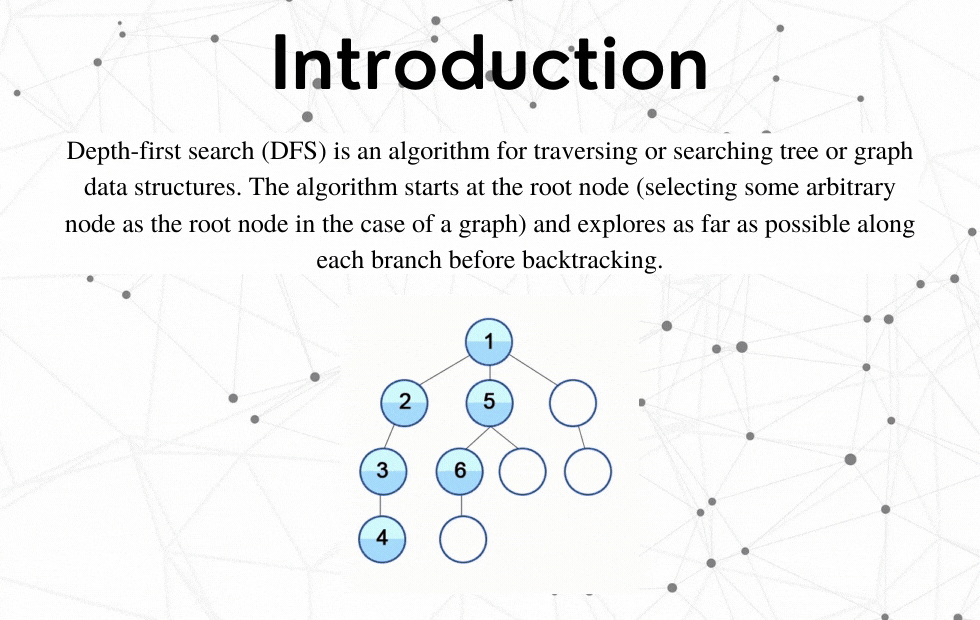 Introduction
Depth-first search (DFS) is an algorithm for traversing or searching tree or graph
data structures. The algorithm starts at the root node (selecting some arbitrary
node as the root node in the case of a graph) and explores as far as possible along
each branch before backtracking.
1
2 5
3 6
4